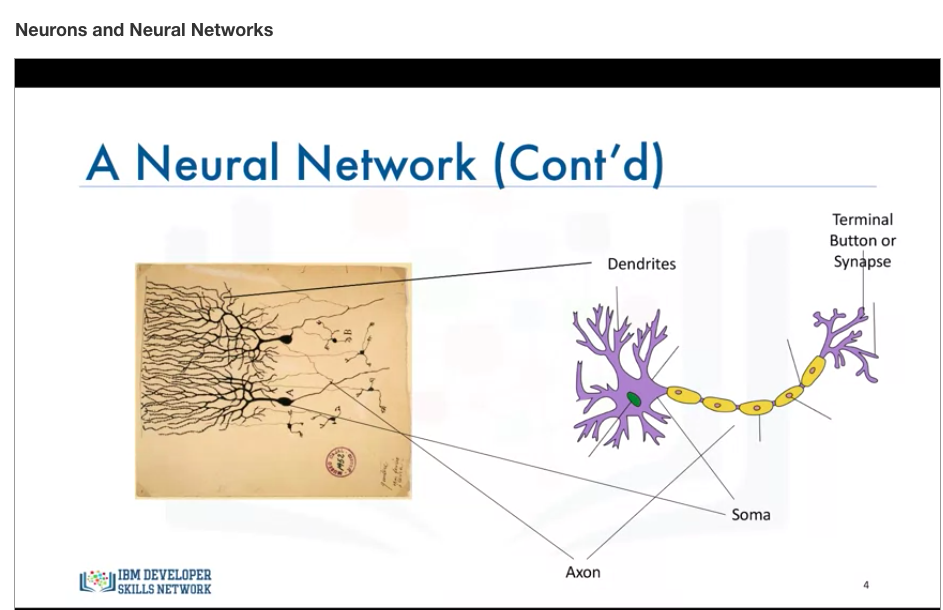 Neurons and Neural Networks
A Neural Network (Cont'd)
Terminal
Button or
Synapse
Dendrites
B
A
1952
Soma
Axon
IBM DEVELOPER
SKILLS NETWORK
4